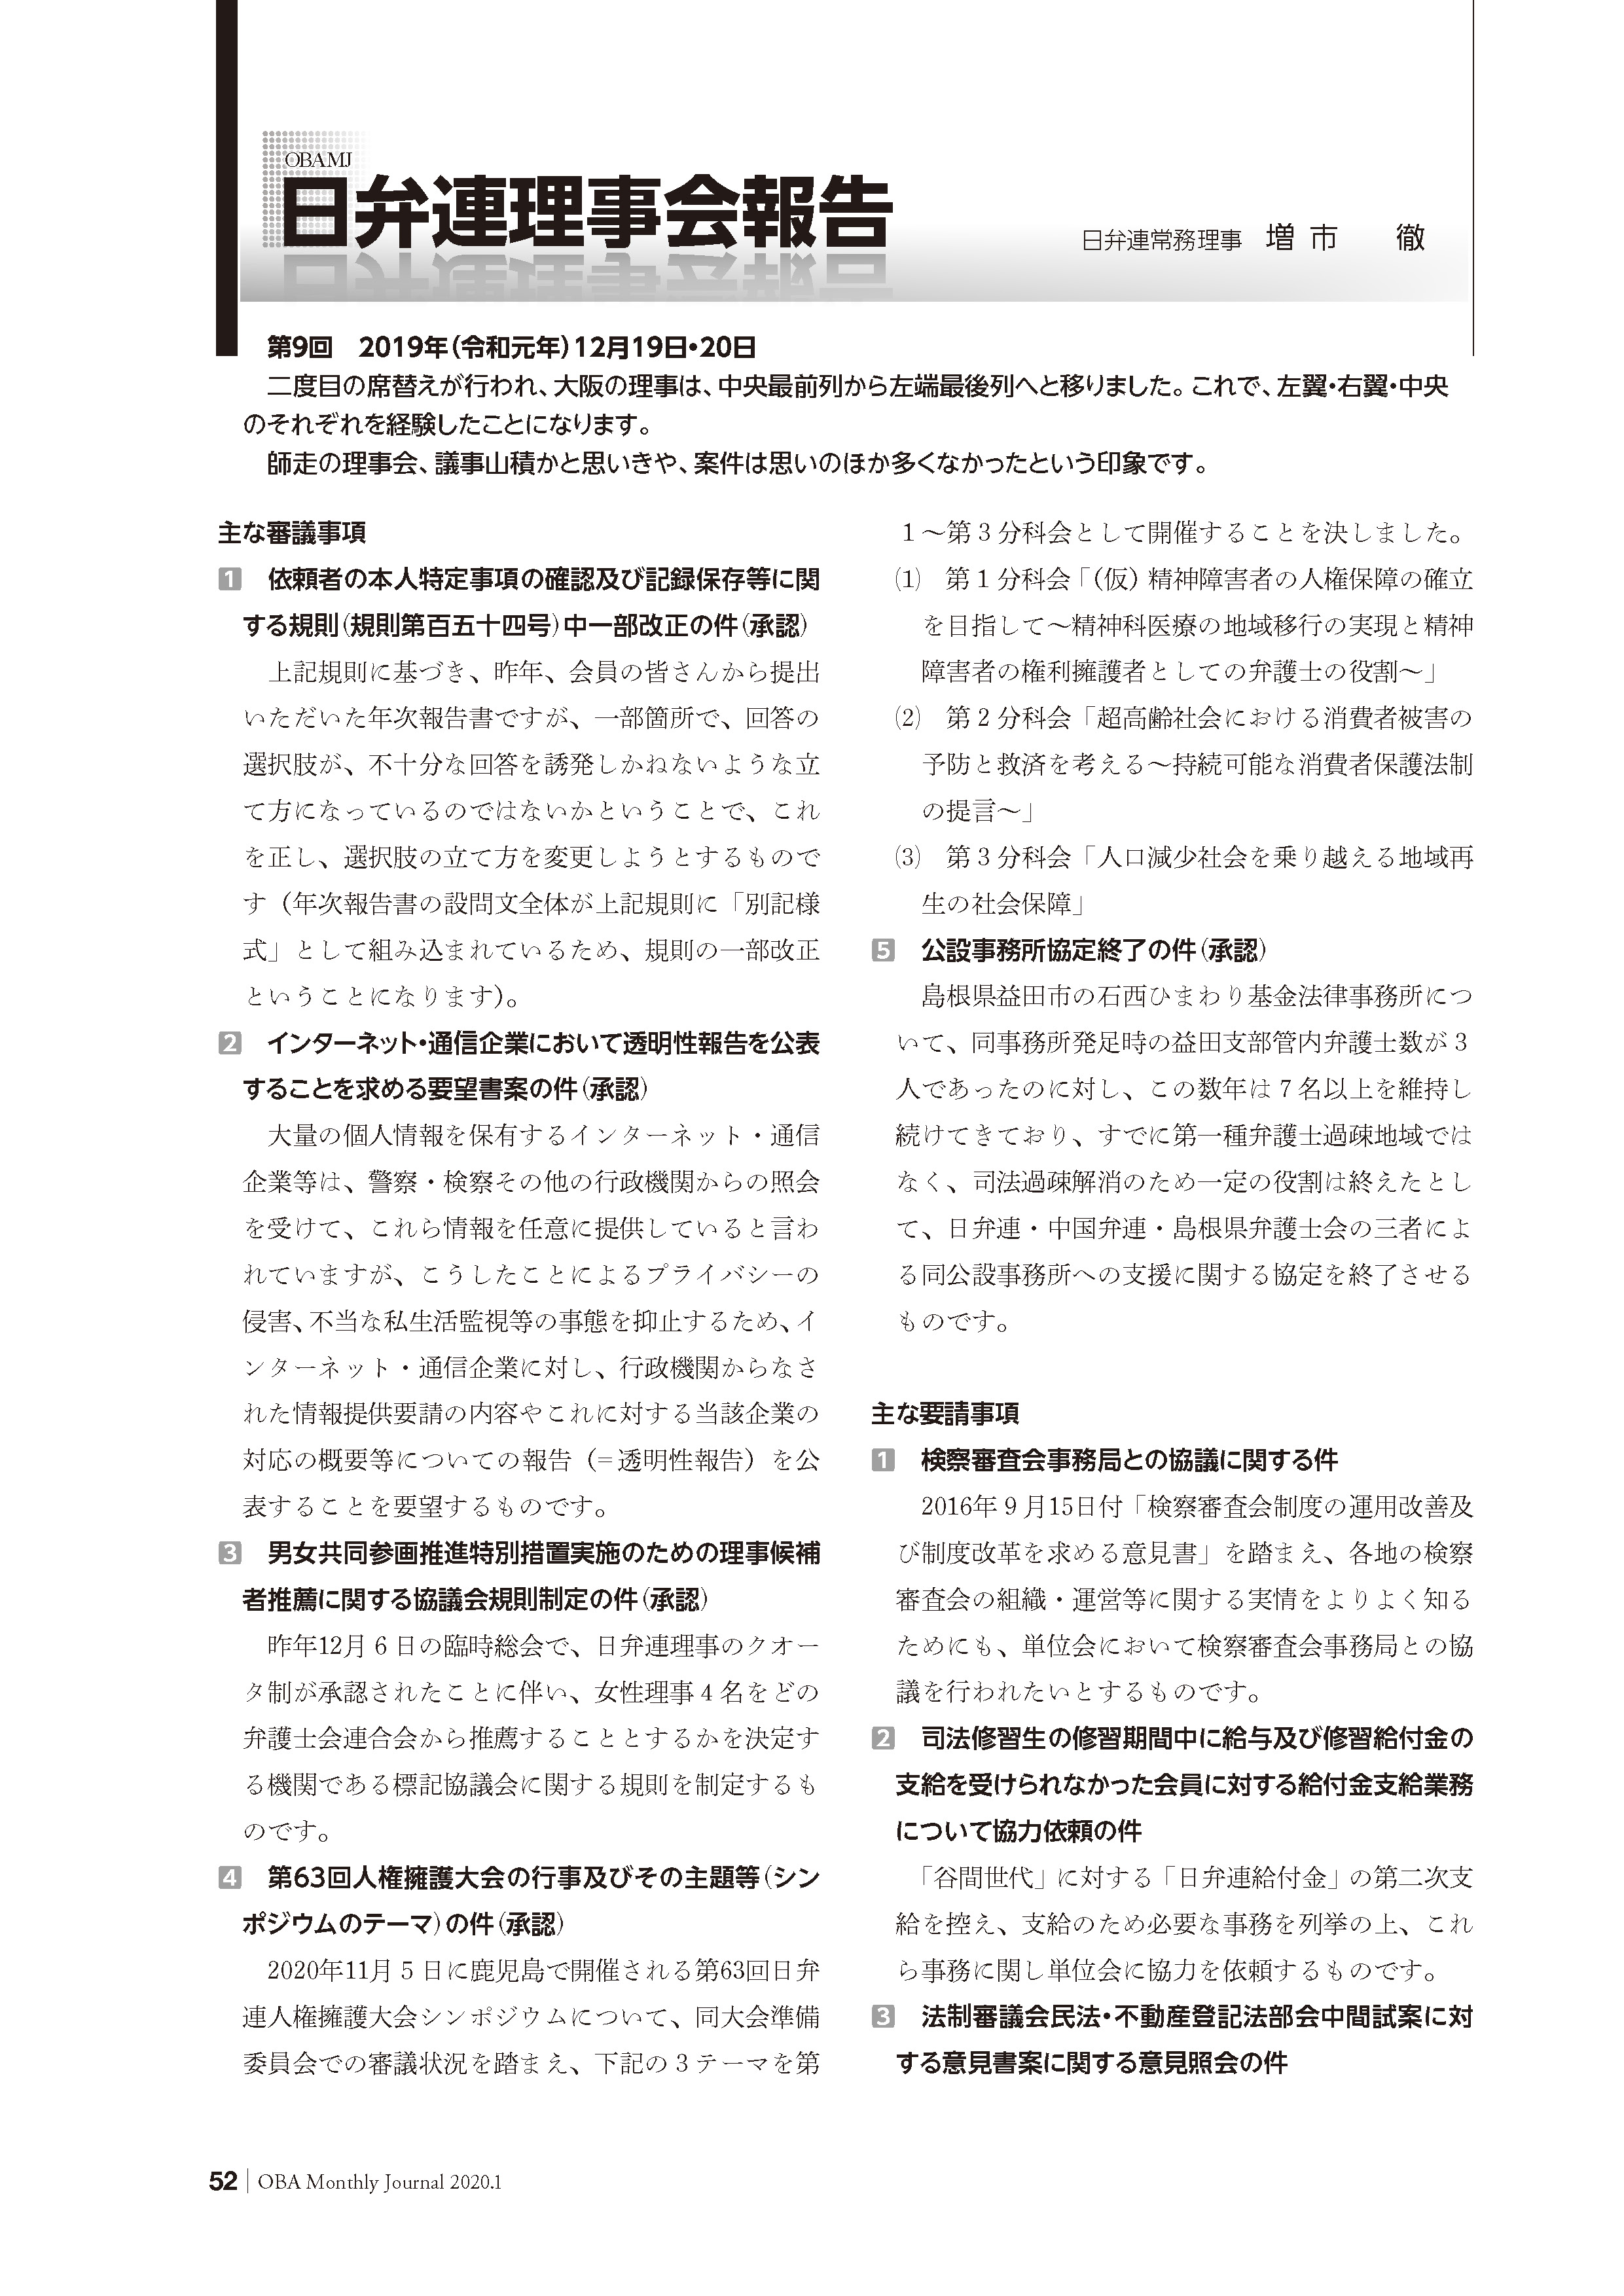 OBAMJ
日弁連理事会報告
日弁連常務理事 増市 徹
第9回 2019年(令和元年)12月19日・20日
二度目の席替えが行われ、大阪の理事は、中央最前列から左端最後列へと移りました。これで、左翼・右翼・中央
のそれぞれを経験したことになります。
師走の理事会、議事山積かと思いきや、案件は思いのほか多くなかったという印象です。
主な審議事項
1 依頼者の本人特定事項の確認及び記録保存等に関
する規則(規則第百五十四号)中一部改正の件(承認)
上記規則に基づき、昨年、会員の皆さんから提出
いただいた年次報告書ですが、一部箇所で、回答の
選択肢が、不十分な回答を誘発しかねないような立
て方になっているのではないかということで、これ
を正し、選択肢の立て方を変更しようとするもので
す（年次報告書の設問文全体が上記規則に「別記様
式」として組み込まれているため、規則の一部改正
ということになります）。
2 インターネット・通信企業において透明性報告を公表
することを求める要望書案の件(承認)
大量の個人情報を保有するインターネット・通信
企業等は、警察・検察その他の行政機関からの照会
を受けて、これら情報を任意に提供していると言わ
れていますが、こうしたことによるプライバシーの
侵害、不当な私生活監視等の事態を抑止するため、イ
ンターネット・通信企業に対し、行政機関からなさ
れた情報提供要請の内容やこれに対する当該企業の
対応の概要等についての報告（=透明性報告）を公
表することを要望するものです。
3 男女共同参画推進特別措置実施のための理事候補
者推薦に関する協議会規則制定の件(承認)
昨年12月6日の臨時総会で、日弁連理事のクオー
タ制が承認されたことに伴い、女性理事4名をどの
弁護士会連合会から推薦することとするかを決定す
る機関である標記協議会に関する規則を制定するも
のです。
4 第63回人権擁護大会の行事及びその主題等(シン
ポジウムのテーマ)の件(承認)
2020年11月5日に鹿児島で開催される第63回日弁
連人権擁護大会シンポジウムについて、同大会準備
委員会での審議状況を踏まえ、下記の3テーマを第
1～第3分科会として開催することを決しました。
⑴ 第1分科会「（仮）精神障害者の人権保障の確立
を目指して～精神科医療の地域移行の実現と精神
障害者の権利擁護者としての弁護士の役割～」
⑵ 第2分科会「超高齢社会における消費者被害の
予防と救済を考える～持続可能な消費者保護法制
の提言～」
⑶ 第3分科会「人口減少社会を乗り越える地域再
生の社会保障」
5 公設事務所協定終了の件(承認)
島根県益田市の石西ひまわり基金法律事務所につ
いて、同事務所発足時の益田支部管内弁護士数が3
人であったのに対し、この数年は7名以上を維持し
続けてきており、すでに第一種弁護士過疎地域では
なく、司法過疎解消のため一定の役割は終えたとし
て、日弁連・中国弁連・島根県弁護士会の三者によ
る同公設事務所への支援に関する協定を終了させる
ものです。
主な要請事項
1 検察審査会事務局との協議に関する件
2016年9月15日付「検察審査会制度の運用改善及
び制度改革を求める意見書」を踏まえ、各地の検察
審査会の組織・運営等に関する実情をよりよく知る
ためにも、単位会において検察審査会事務局との協
議を行われたいとするものです。
2 司法修習生の修習期間中に給与及び修習給付金の
支給を受けられなかった会員に対する給付金支給業務
について協力依頼の件
「谷間世代」に対する「日弁連給付金」の第二次支
給を控え、支給のため必要な事務を列挙の上、これ
ら事務に関し単位会に協力を依頼するものです。
3 法制審議会民法・不動産登記法部会中間試案に対
する意見書案に関する意見照会の件
52 OBA Monthly Journal 2020.1